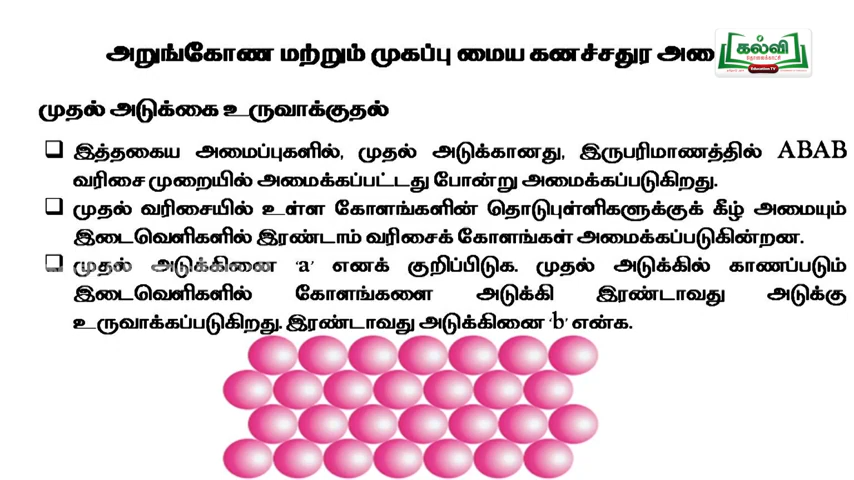 அறுங்கோண மற்றும் முகப்பு மைய கனச்சதுர
கல்வி
தொலைக்காட்சி
Education TV
முதல் அடுக்கை உருவாக்குதல்
இத்தகைய அமைப்புகளில், முதல் அடுக்கானது, இருபரிமாணத்தில் ABAB
வரிசை முறையில் அமைக்கப்பட்டது போன்று அமைக்கப்படுகிறது.
முதல் வரிசையில் உள்ள கோளங்களின் தொடுபுள்ளிகளுக்குக் கீழ் அமையும்
இடைவெளிகளில் இரண்டாம் வரிசைக் கோளங்கள் அமைக்கப்படுகின்றன.
முதல் அடுக்கினை ‘a’ எனக் குறிப்பிடுக. முதல் அடுக்கில் காணப்படும்
இடைவெளிகளில் கோளங்களை அடுக்கி இரண்டாவது அடுக்கு
உருவாக்கப்படுகிறது. இரண்டாவது அடுக்கினை ‘b’ என்க.